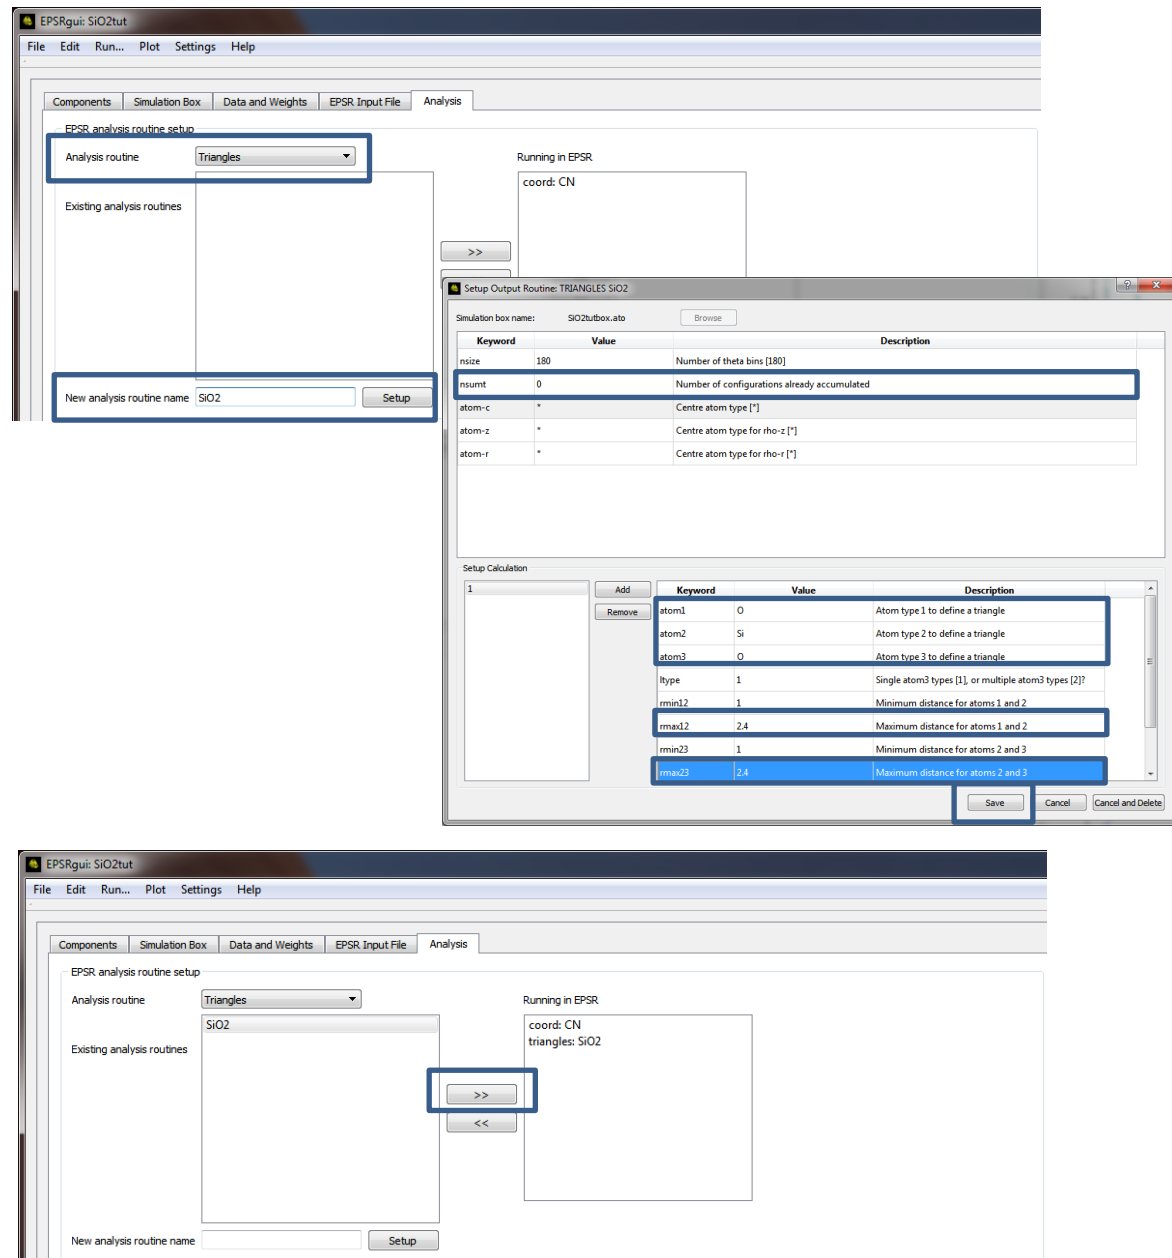 EPSRgui: SiO2tut
File Edit Run... Plot Settings Help
Components Simulation Box Data and Weights EPSR Input File Analysis
EPSR analysis routine setup
Analysis routine Triangles Running in EPSR
coord: CN
Existing analysis routines
>>
New analysis routine name SiO2 Setup
Setup Output Routine: TRIANGLES SiO2
Simulation box name: SiO2tutbox.ato Browse
Keyword Value Description
nsize 180 Number of theta bins [180]
nsumt 0 Number of configurations already accumulated
atom-c * Centre atom type [*]
atom-z * Centre atom type for rho-z [*]
atom-r * Centre atom type for rho-r [*]
Setup Calculation
1 Add Keyword Value Description
Remove atom1 O Atom type 1 to define a triangle
atom2 Si Atom type 2 to define a triangle
atom3 O Atom type 3 to define a triangle
ltype 1 Single atom3 types [1], or multiple atom3 types [2]?
rmin12 1 Minimum distance for atoms 1 and 2
rmax12 2.4 Maximum distance for atoms 1 and 2
rmin23 1 Minimum distance for atoms 2 and 3
rmax23 2.4 Maximum distance for atoms 2 and 3
Save Cancel Cancel and Delete
EPSRgui: SiO2tut
File Edit Run... Plot Settings Help
Components Simulation Box Data and Weights EPSR Input File Analysis
EPSR analysis routine setup
Analysis routine Triangles Running in EPSR
SiO2 coord: CN
triangles: SiO2
Existing analysis routines
>>
<<
New analysis routine name Setup